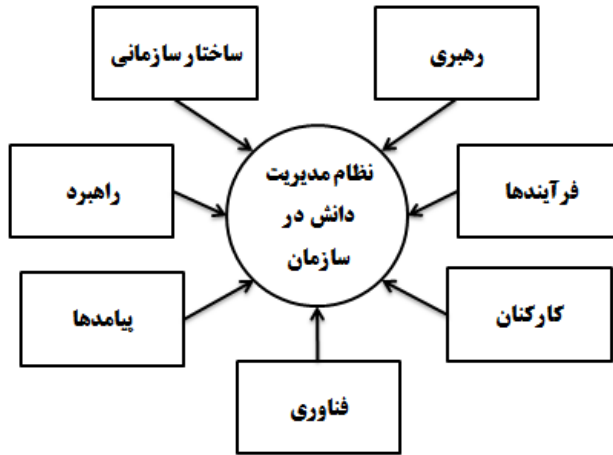 رهبری
ساختار سازمانی
نظام مدیریت
دانش در
سازمان
فرآیندها
راهبرد
کارکنان
پیامدها
فناوری